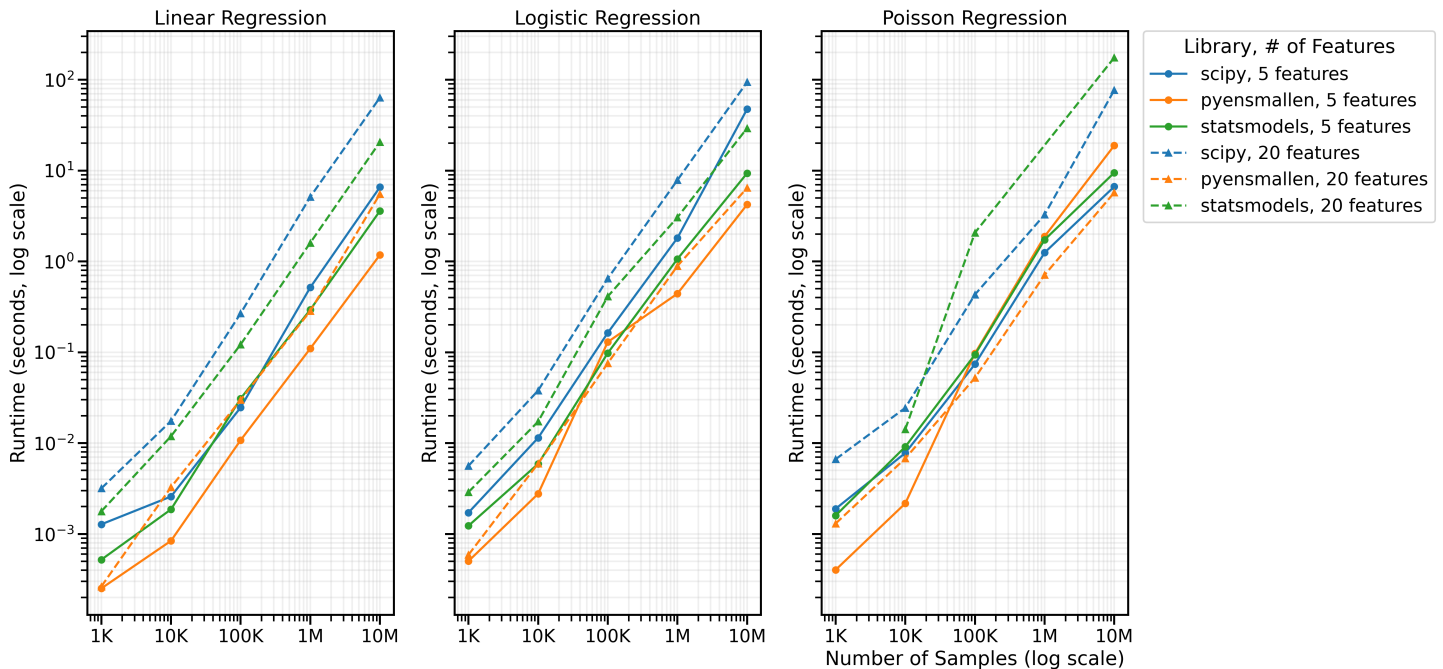 Linear Regression
Logistic Regression
Poisson Regression
Library, # of Features
scipy, 5 features
pyensmallen, 5 features
statsmodels, 5 features
scipy, 20 features
pyensmallen, 20 features
statsmodels, 20 features
Runtime (seconds, log scale)
10²
10¹
10⁰
10⁻¹
10⁻²
10⁻³
1K 10K 100K 1M 10M
Runtime (seconds, log scale)
1K 10K 100K 1M 10M
Runtime (seconds, log scale)
1K 10K 100K 1M 10M
Number of Samples (log scale)